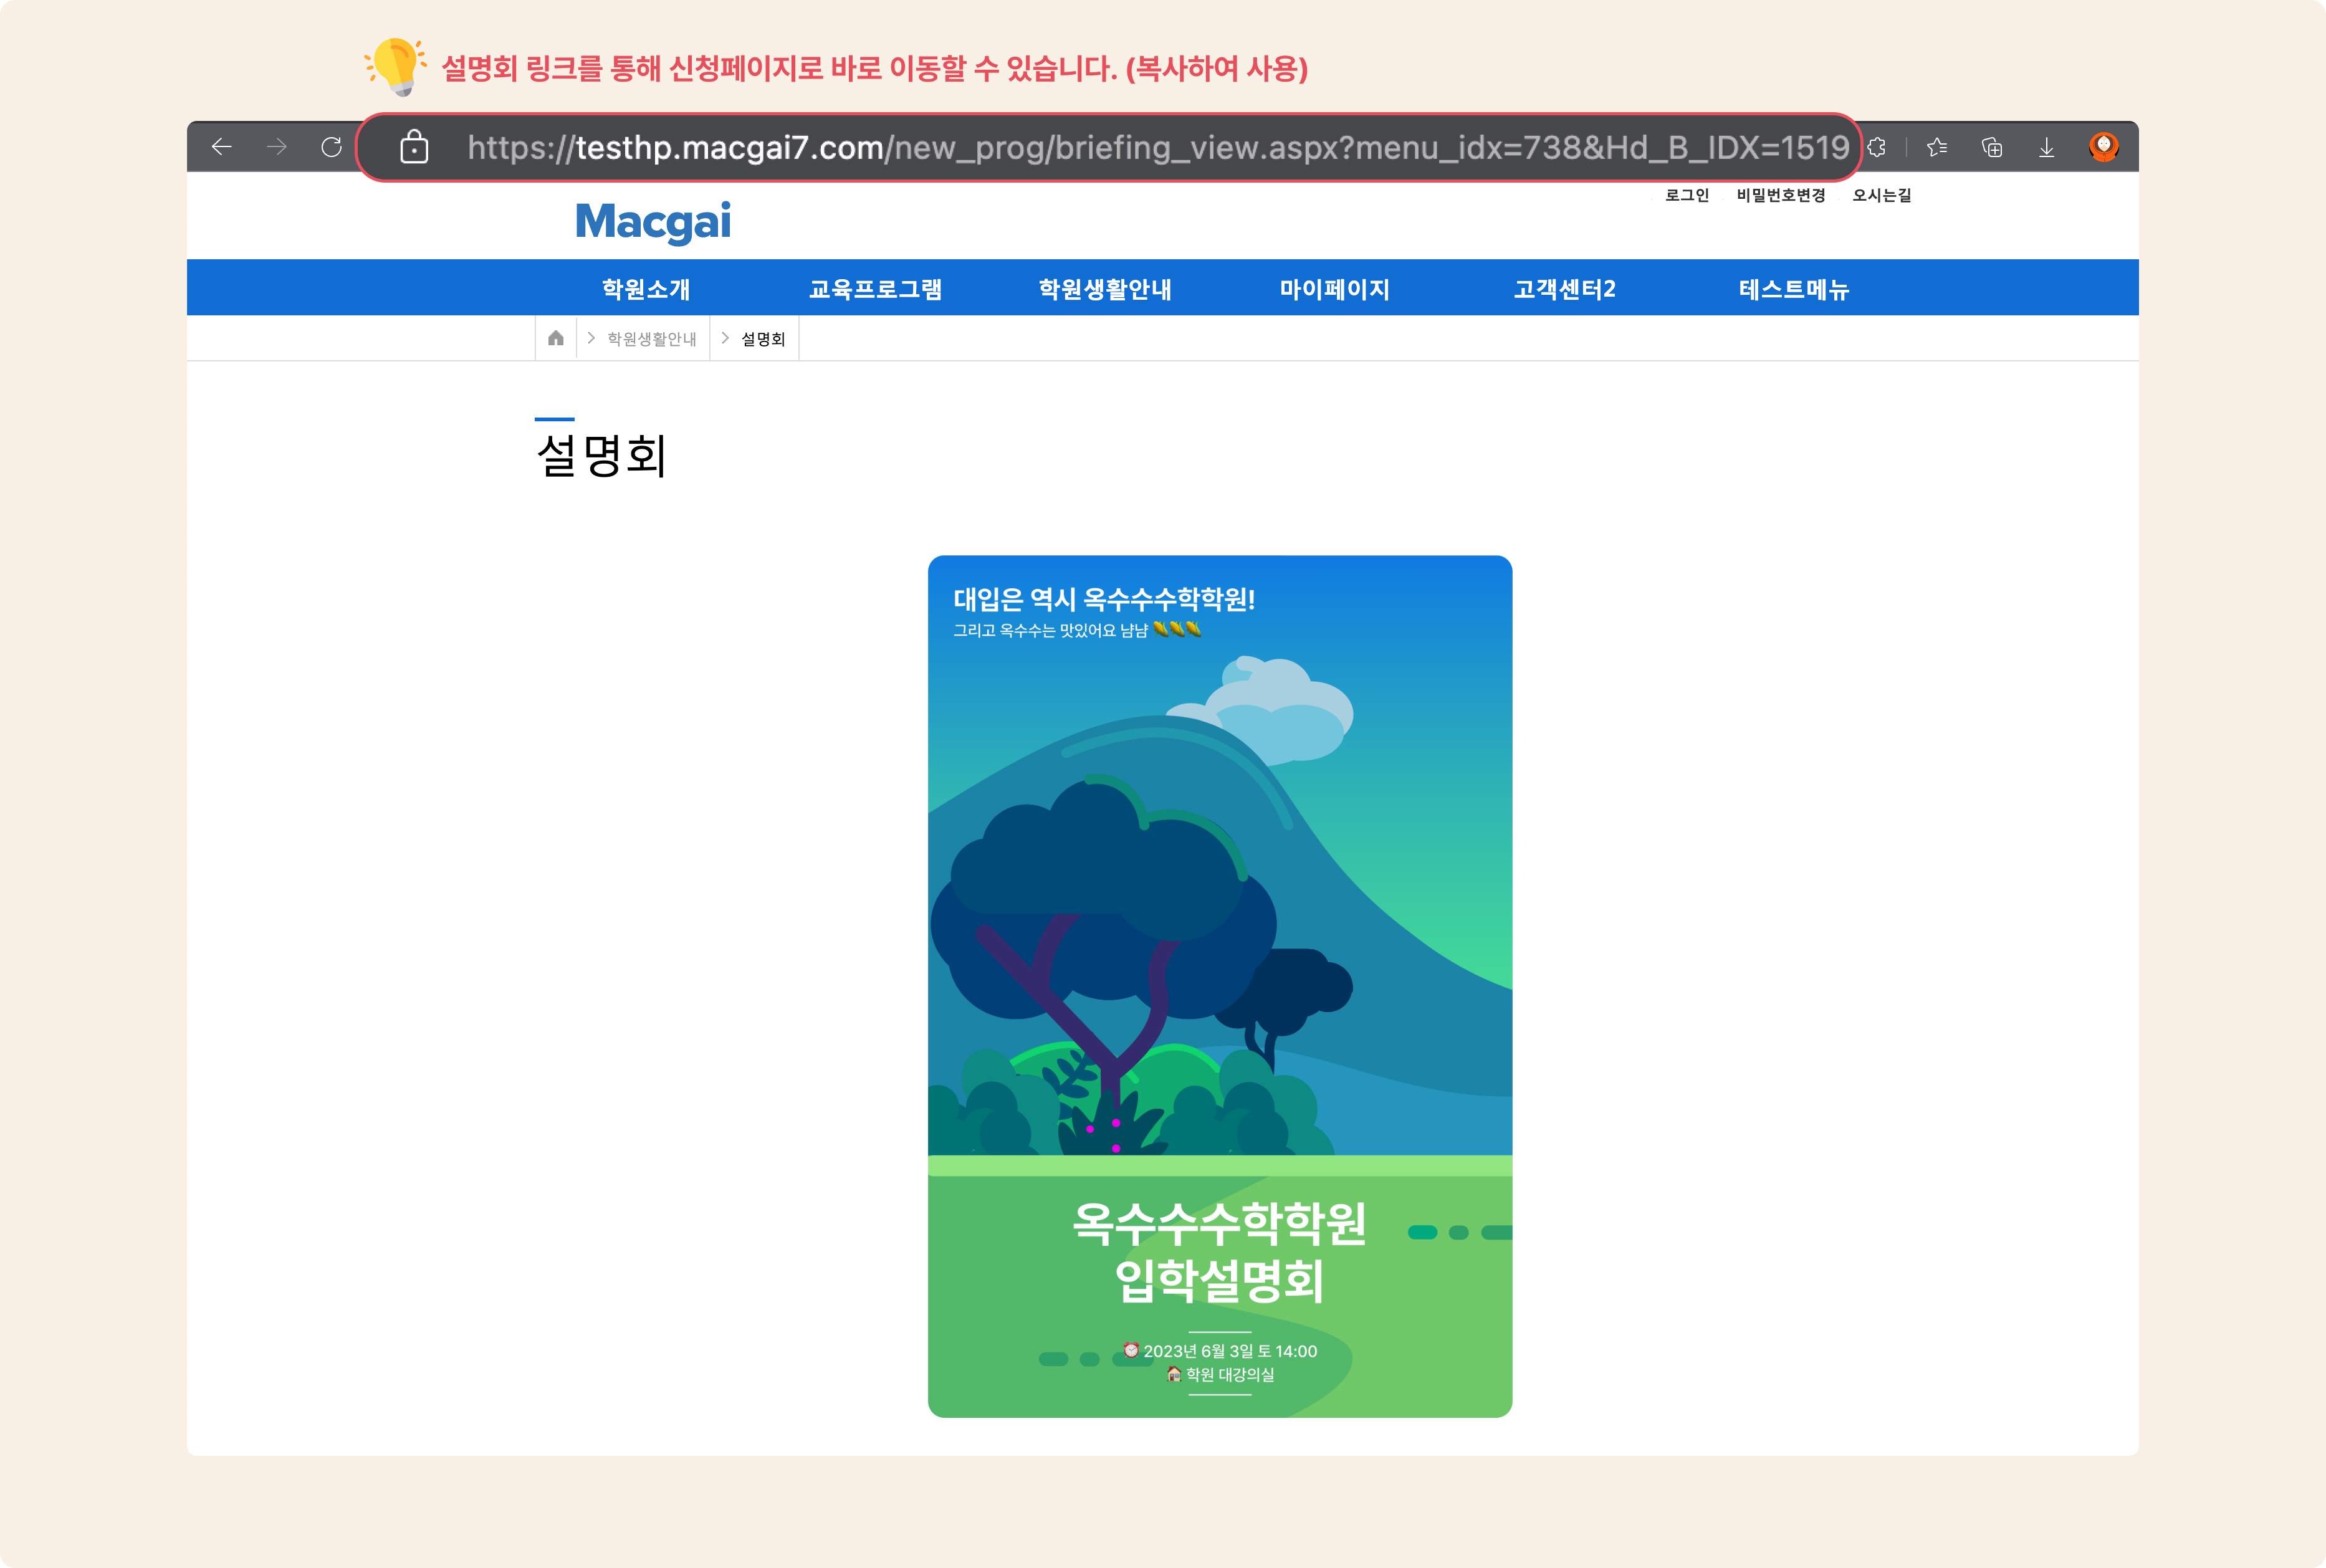 설명회 링크를 통해 신청페이지로 바로 이동할 수 있습니다. (복사하여 사용)
https://testhp.macgai7.com/new_prog/briefing_view.aspx?menu_idx=738&Hd_B_IDX=1519
로그인 비밀번호변경 오시는길
Macgai
학원소개 교육프로그램 학원생활안내 마이페이지 고객센터2 테스트메뉴
학원생활안내 > 설명회
설명회
대입은 역시 옥수수수학학원!
그리고 옥수수는 맛있어요 냠냠 🌽🌽🌽
옥수수수학학원
입학설명회
⏰ 2023년 6월 3일 토 14:00
🏠 학원 대강의실